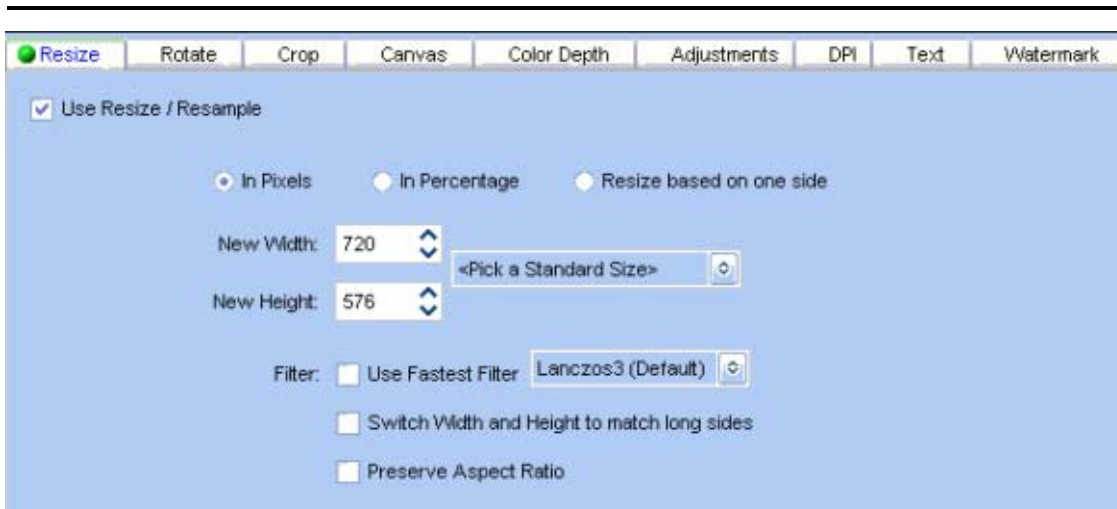 Resize Rotate Crop Canvas Color Depth Adjustments DPI Text Watermark
Use Resize / Resample
In Pixels In Percentage Resize based on one side
New Width: 720
<Pick a Standard Size>
New Height: 576
Filter: Use Fastest Filter Lanczos3 (Default)
Switch Width and Height to match long sides
Preserve Aspect Ratio